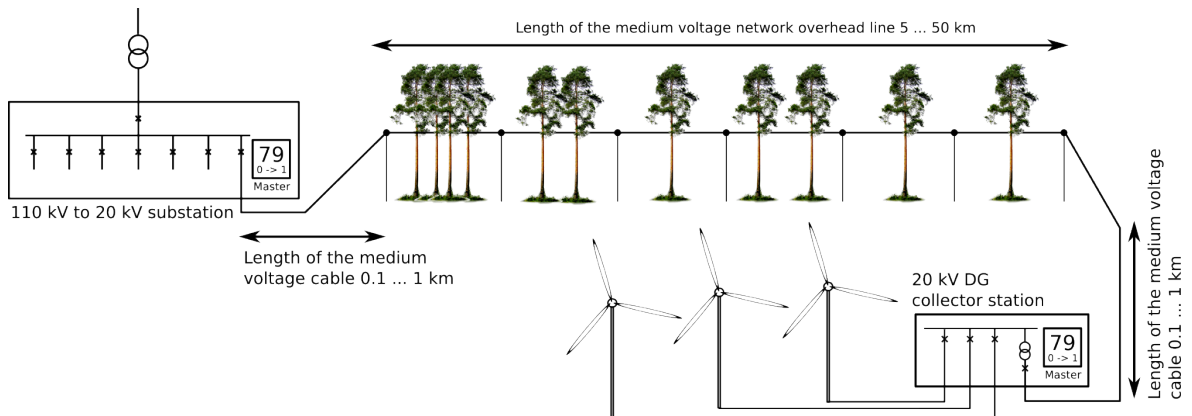 Length of the medium voltage network overhead line 5 ... 50 km
79
0 -> 1
Master
110 kV to 20 kV substation
Length of the medium
voltage cable 0.1 ... 1 km
20 kV DG
collector station
79
0 -> 1
Master
Length of the medium voltage
cable 0.1 ... 1 km